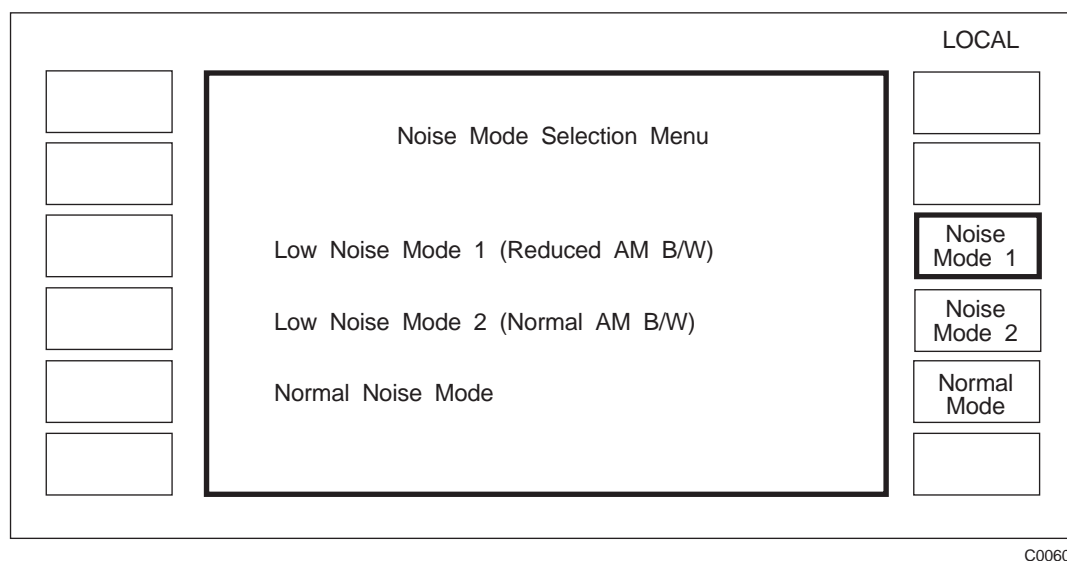 LOCAL
Noise Mode Selection Menu
Low Noise Mode 1 (Reduced AM B/W)
Low Noise Mode 2 (Normal AM B/W)
Normal Noise Mode
Noise
Mode 1
Noise
Mode 2
Normal
Mode
C0060